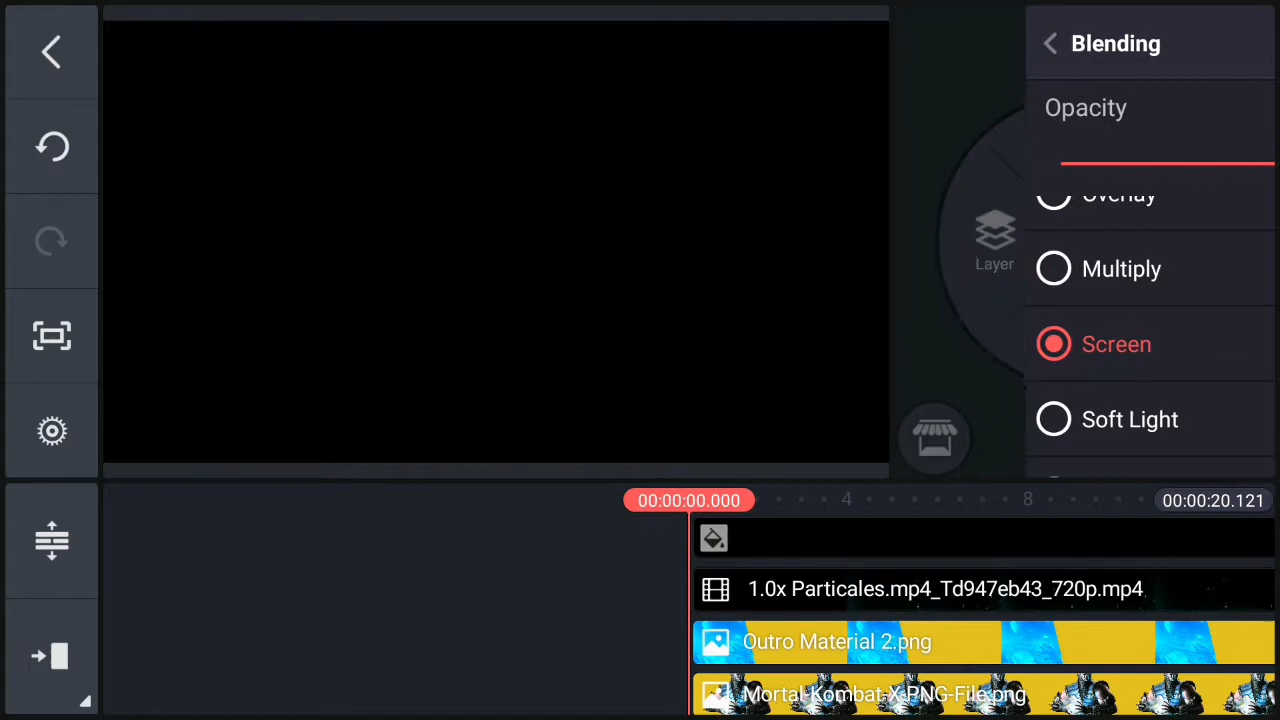 Blending
Opacity
Overlay
Multiply
Layer
Screen
Soft Light
00:00:00.000
4
8
00:00:20.121
1.0x Particales.mp4_Td947eb43_720p.mp4
Outro Material 2.png
Mortal-Kombat-X-PNG-File.png